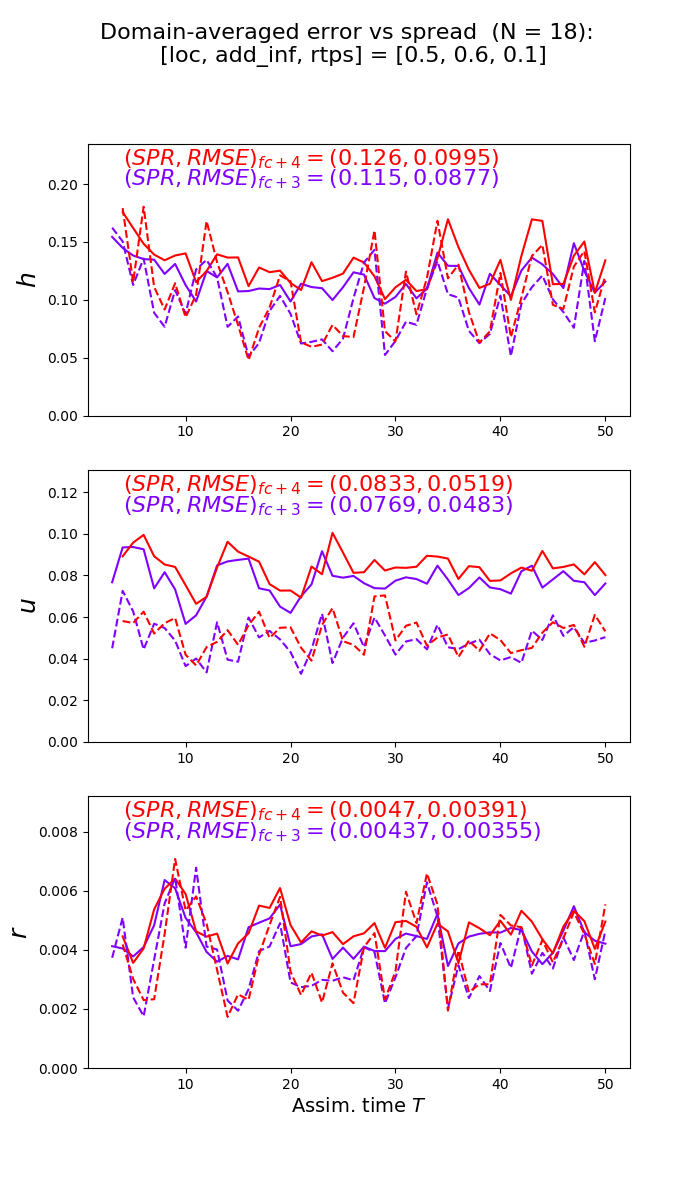 Domain-averaged error vs spread (N = 18):
[loc, add_inf, rtps] = [0.5, 0.6, 0.1]
(SPR, RMSE)fc+4 = (0.126, 0.0995)
(SPR, RMSE)fc+3 = (0.115, 0.0877)
0.20
0.15
h
0.10
0.05
0.00
10 20 30 40 50
(SPR, RMSE)fc+4 = (0.0833, 0.0519)
(SPR, RMSE)fc+3 = (0.0769, 0.0483)
0.12
0.10
0.08
u
0.06
0.04
0.02
0.00
10 20 30 40 50
(SPR, RMSE)fc+4 = (0.0047, 0.00391)
(SPR, RMSE)fc+3 = (0.00437, 0.00355)
0.008
0.006
r
0.004
0.002
0.000
10 20 30 40 50
Assim. time T